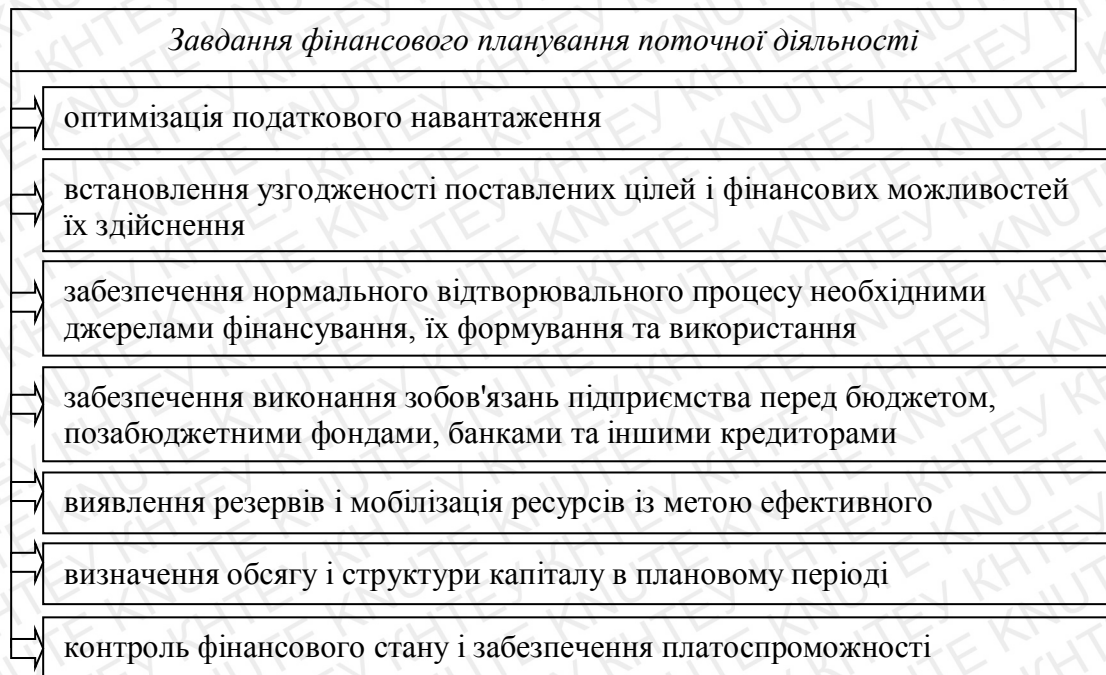 Завдання фінансового планування поточної діяльності
оптимізація податкового навантаження
встановлення узгодженості поставлених цілей і фінансових можливостей
їх здійснення
забезпечення нормального відтворювального процесу необхідними
джерелами фінансування, їх формування та використання
забезпечення виконання зобов'язань підприємства перед бюджетом,
позабюджетними фондами, банками та іншими кредиторами
виявлення резервів і мобілізація ресурсів із метою ефективного
визначення обсягу і структури капіталу в плановому періоді
контроль фінансового стану і забезпечення платоспроможності